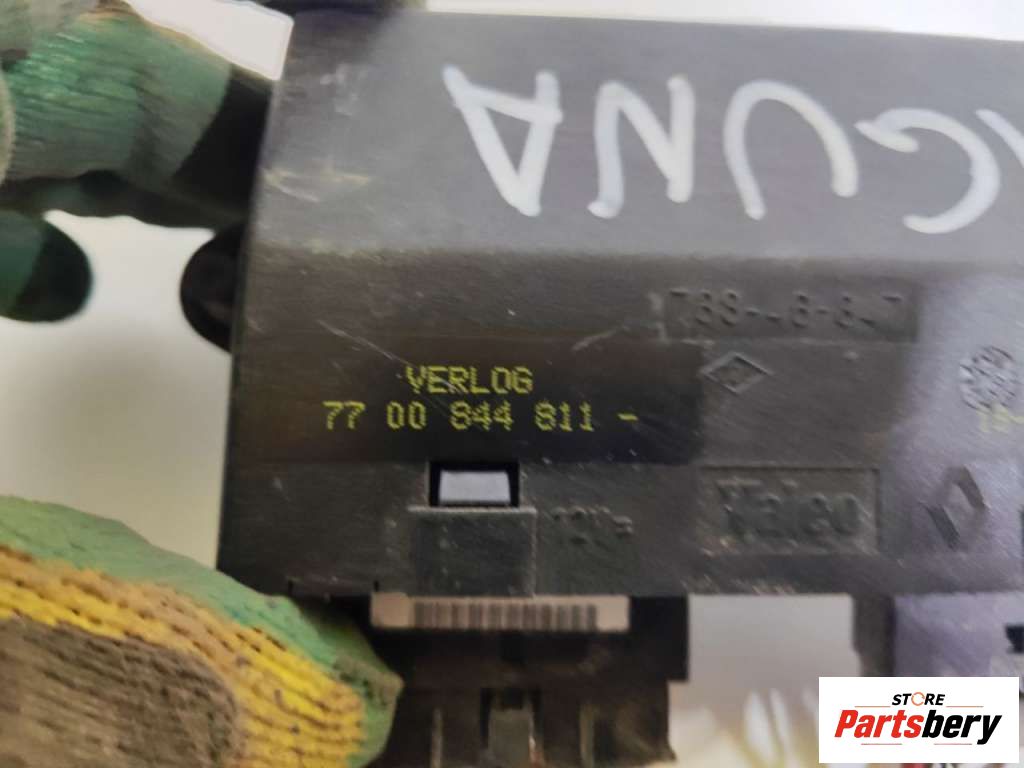 GUNA
VERLOG
77 00 844 811 -
Valeo
STORE
Partsbery